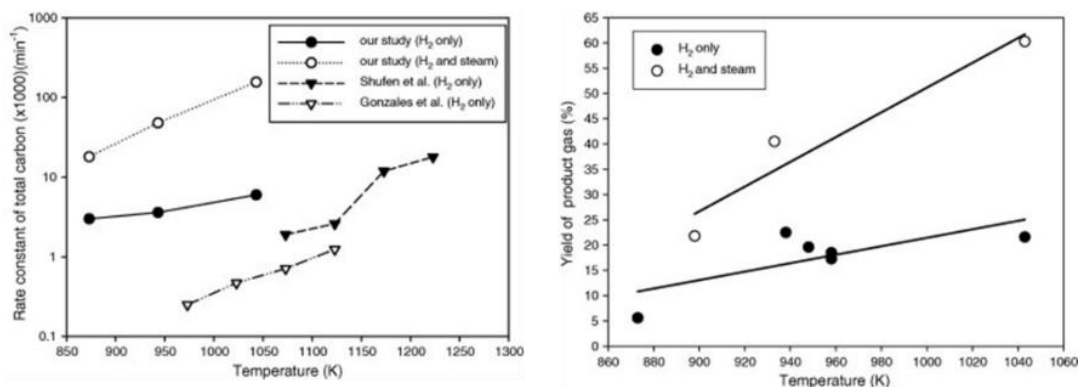 Rate constant of total carbon (x1000)(min⁻¹)
1000
100
10
1
0.1
our study (H₂ only)
our study (H₂ and steam)
Shufen et al. (H₂ only)
Gonzales et al. (H₂ only)
850 900 950 1000 1050 1100 1150 1200 1250 1300
Temperature (K)
Yield of product gas (%)
65
60
55
50
45
40
35
30
25
20
15
10
5
0
H₂ only
H₂ and steam
860 880 900 920 940 960 980 1000 1020 1040 1060
Temperature (K)